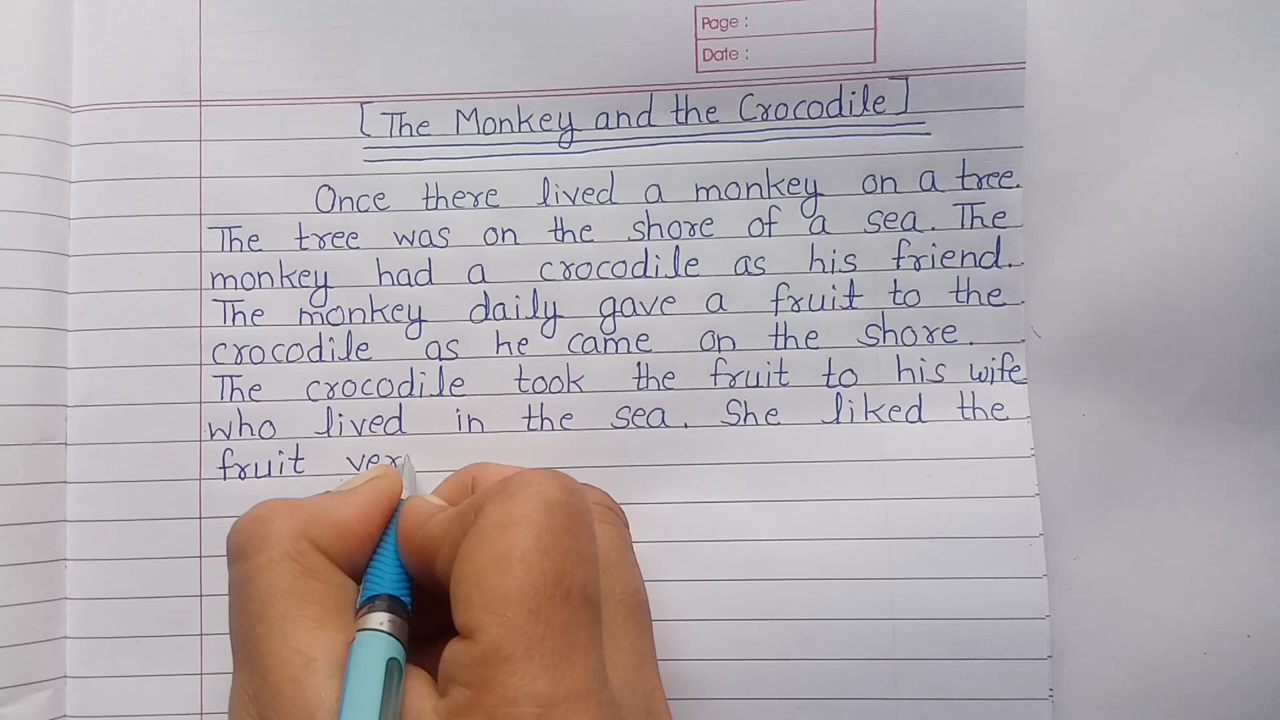 Page :
Date :
[The Monkey and the Crocodile]
Once there lived a monkey on a tree.
The tree was on the shore of a sea. The
monkey had a crocodile as his friend.
The monkey daily gave a fruit to the
crocodile as he came on the shore.
The crocodile took the fruit to his wife
who lived in the sea. She liked the
fruit ver